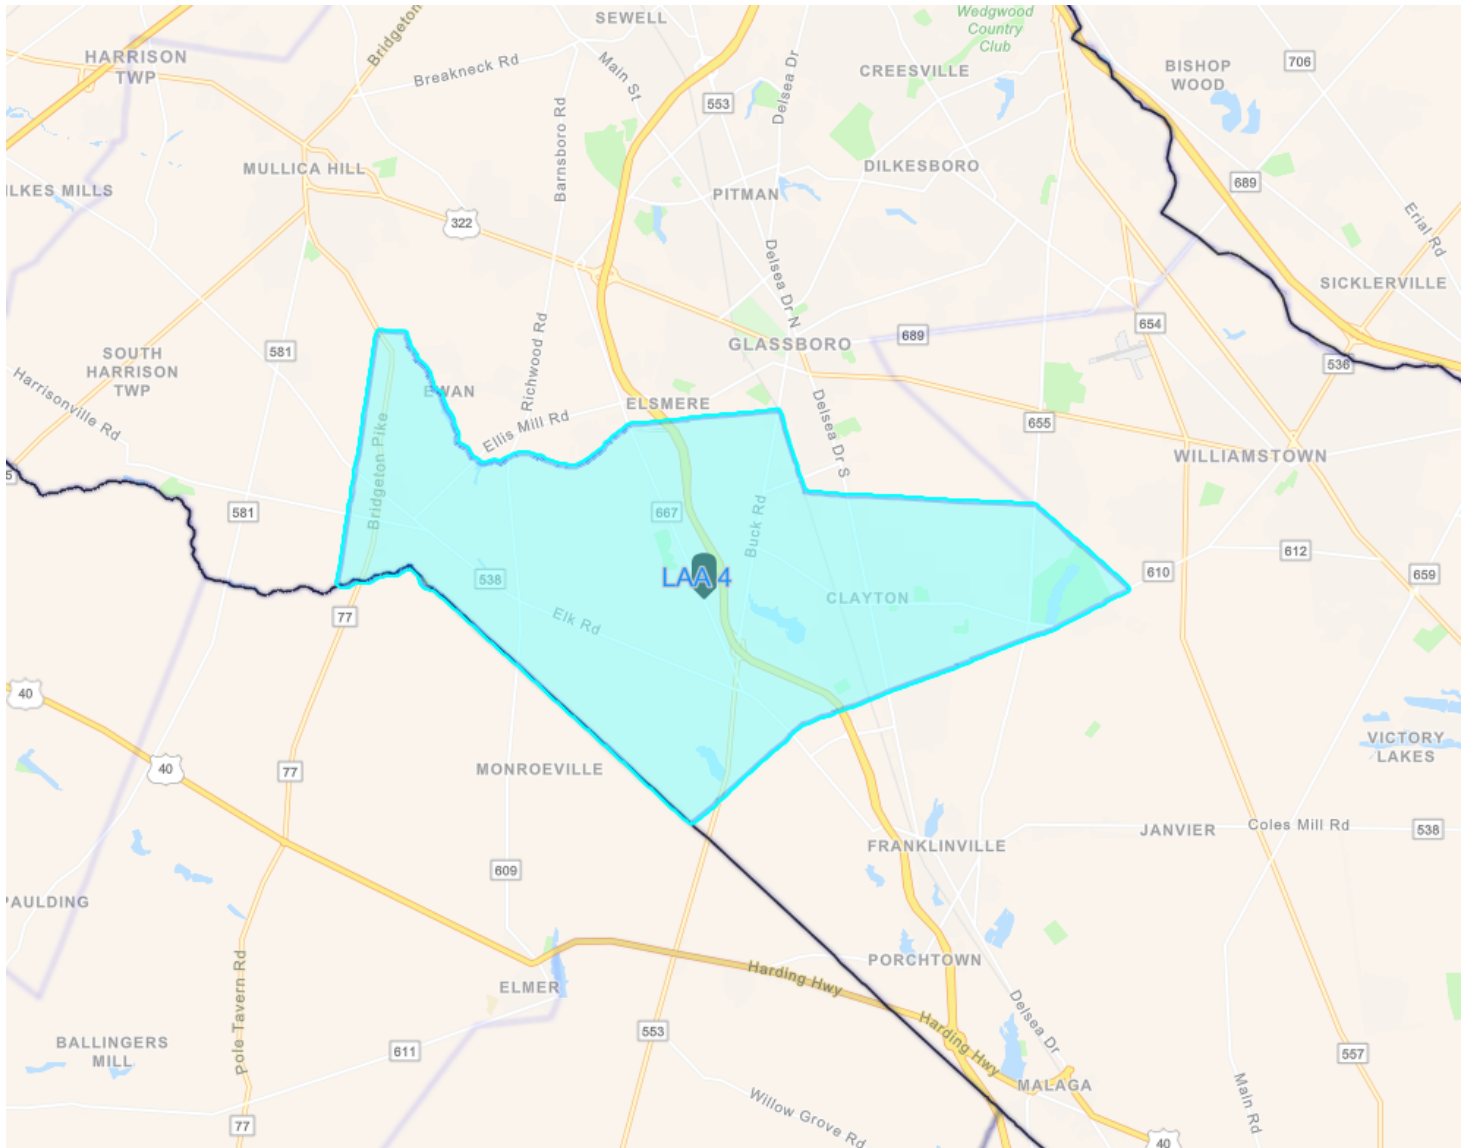 SEWELL
Wedgwood
Country
Club
HARRISON
TWP
Bridgeton
Breakneck Rd
Main St
Delsea Dr
CREESVILLE
BISHOP
WOOD
706
553
Barnsboro Rd
MULLICA HILL
DILKESBORO
689
ILKES MILLS
PITMAN
322
Erial Rd
Delsea Dr N
SICKLERVILLE
654
689
GLASSBORO
581
SOUTH
HARRISON
TWP
Richwood Rd
536
EWAN
ELSMERE
Harrisonville Rd
Ellis Mill Rd
Delsea Dr S
655
WILLIAMSTOWN
5
Bridgeton Pike
581
667
Buck Rd
612
610
659
538
LAA 4
CLAYTON
77
Elk Rd
40
VICTORY
LAKES
40
77
MONROEVILLE
JANVIER
Coles Mill Rd
538
FRANKLINVILLE
609
PAULDING
PORCHTOWN
Harding Hwy
ELMER
Pole Tavern Rd
Harding Hwy
Delsea Dr
553
BALLINGERS
MILL
611
557
MALAGA
Willow Grove Rd
Main Rd
77
40